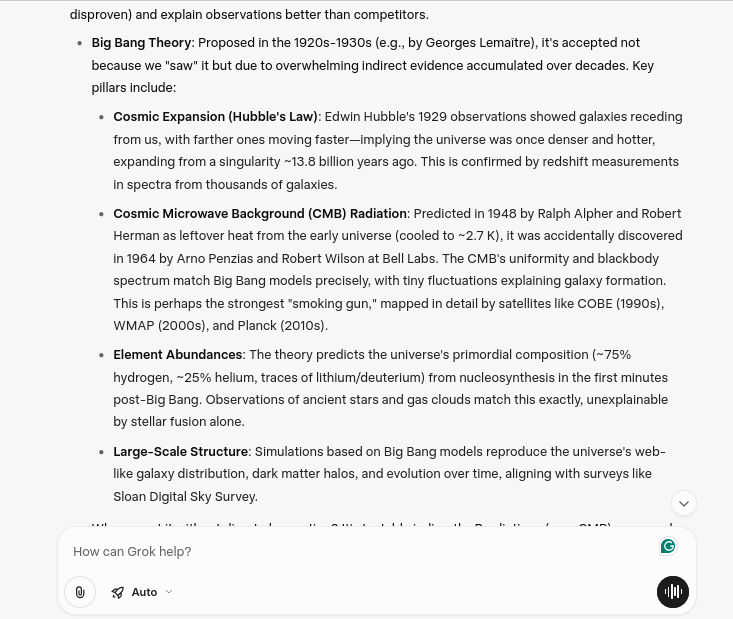 disproven) and explain observations better than competitors.
Big Bang Theory: Proposed in the 1920s-1930s (e.g., by Georges Lemaître), it's accepted not
because we "saw" it but due to overwhelming indirect evidence accumulated over decades. Key
pillars include:
Cosmic Expansion (Hubble's Law): Edwin Hubble's 1929 observations showed galaxies receding
from us, with farther ones moving faster—implying the universe was once denser and hotter,
expanding from a singularity ~13.8 billion years ago. This is confirmed by redshift measurements
in spectra from thousands of galaxies.
Cosmic Microwave Background (CMB) Radiation: Predicted in 1948 by Ralph Alpher and Robert
Herman as leftover heat from the early universe (cooled to ~2.7 K), it was accidentally discovered
in 1964 by Arno Penzias and Robert Wilson at Bell Labs. The CMB's uniformity and blackbody
spectrum match Big Bang models precisely, with tiny fluctuations explaining galaxy formation.
This is perhaps the strongest "smoking gun," mapped in detail by satellites like COBE (1990s),
WMAP (2000s), and Planck (2010s).
Element Abundances: The theory predicts the universe's primordial composition (~75%
hydrogen, ~25% helium, traces of lithium/deuterium) from nucleosynthesis in the first minutes
post-Big Bang. Observations of ancient stars and gas clouds match this exactly, unexplainable
by stellar fusion alone.
Large-Scale Structure: Simulations based on Big Bang models reproduce the universe's web-
like galaxy distribution, dark matter halos, and evolution over time, aligning with surveys like
Sloan Digital Sky Survey.
How can Grok help?
Auto